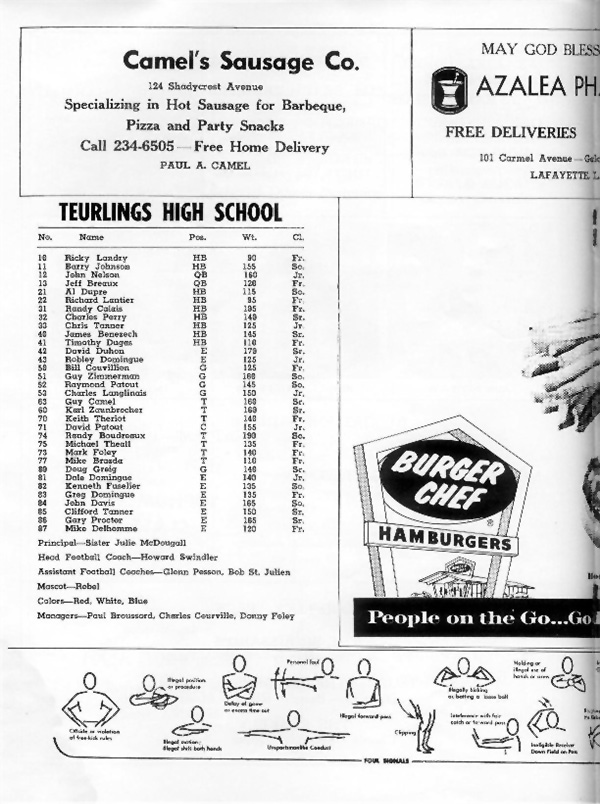 Camel's Sausage Co.
124 Shadycrest Avenue
Specializing in Hot Sausage for Barbeque,
Pizza and Party Snacks
Call 234-6505 — Free Home Delivery
PAUL A. CAMEL
MAY GOD BLESS
AZALEA PH
FREE DELIVERIES
101 Carmel Avenue—
LAFAYETTE
TEURLINGS HIGH SCHOOL
No. Name Pos. Wt. Cl.
10 Ricky Landry HB 90 Fr.
11 Barry Johnson HB 155 So.
12 John Nelson QB 160 Jr.
13 Jeff Breaux QB 120 Fr.
21 Al Dupre HB 115 So.
22 Richard Lantier HB 95 Fr.
31 Randy Calais HB 105 Fr.
32 Charles Perry HB 140 Sr.
33 Chris Tanner HB 125 Jr.
40 James Benezech HB 145 Sr.
41 Timothy Dugas HB 110 Fr.
42 David Duhon E 170 Sr.
43 Robley Domingue E 125 Jr.
50 Bill Couvillion G 125 Fr.
51 Guy Zimmerman G 160 So.
52 Raymond Patout G 145 So.
53 Charles Langlinais G 150 Jr.
63 Guy Camel T 160 Sr.
60 Karl Zaunbrecher T 160 Sr.
70 Keith Theriot T 140 Fr.
71 David Patout C 155 Jr.
74 Randy Boudreaux T 190 So.
75 Michael Theall T 135 Fr.
73 Mark Foley T 140 Fr.
77 Mike Brazda T 110 Fr.
80 Doug Greig G 140 Sr.
81 Dale Domingue E 140 Jr.
82 Kenneth Fuselier E 135 So.
83 Greg Domingue E 135 Fr.
84 John Davis E 165 So.
85 Clifford Tanner E 150 Sr.
86 Gary Proctor E 165 Sr.
87 Mike Delhomme E 120 Fr.
Principal—Sister Julie McDougall
Head Football Coach—Howard Swindler
Assistant Football Coaches—Glenn Pesson, Bob St. Julien
Mascot—Rebel
Colors—Red, White, Blue
Managers—Paul Broussard, Charles Courville, Donny Foley
BURGER
CHEF
®
HAMBURGERS
People on the Go...Go
Offside or violation
of free-kick rules
Illegal position
or procedure
Illegal motion;
Illegal shift both hands
Delay of game
or excess time out
Personal foul
Unsportsmanlike Conduct
Illegal forward pass
Clipping
Illegally kicking
or batting a loose ball
Interference with fair
catch or forward pass
Holding or
illegal use of
hands or arms
Ineligible Receiver
Down Field on Pass
FOUL SIGNALS